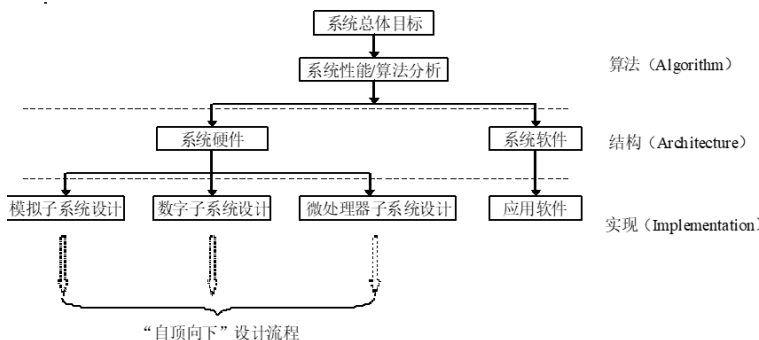 系统总体目标
系统性能/算法分析
算法（Algorithm）
系统硬件
系统软件
结构（Architecture）
模拟子系统设计
数字子系统设计
微处理器子系统设计
应用软件
实现（Implementation）
“自顶向下”设计流程